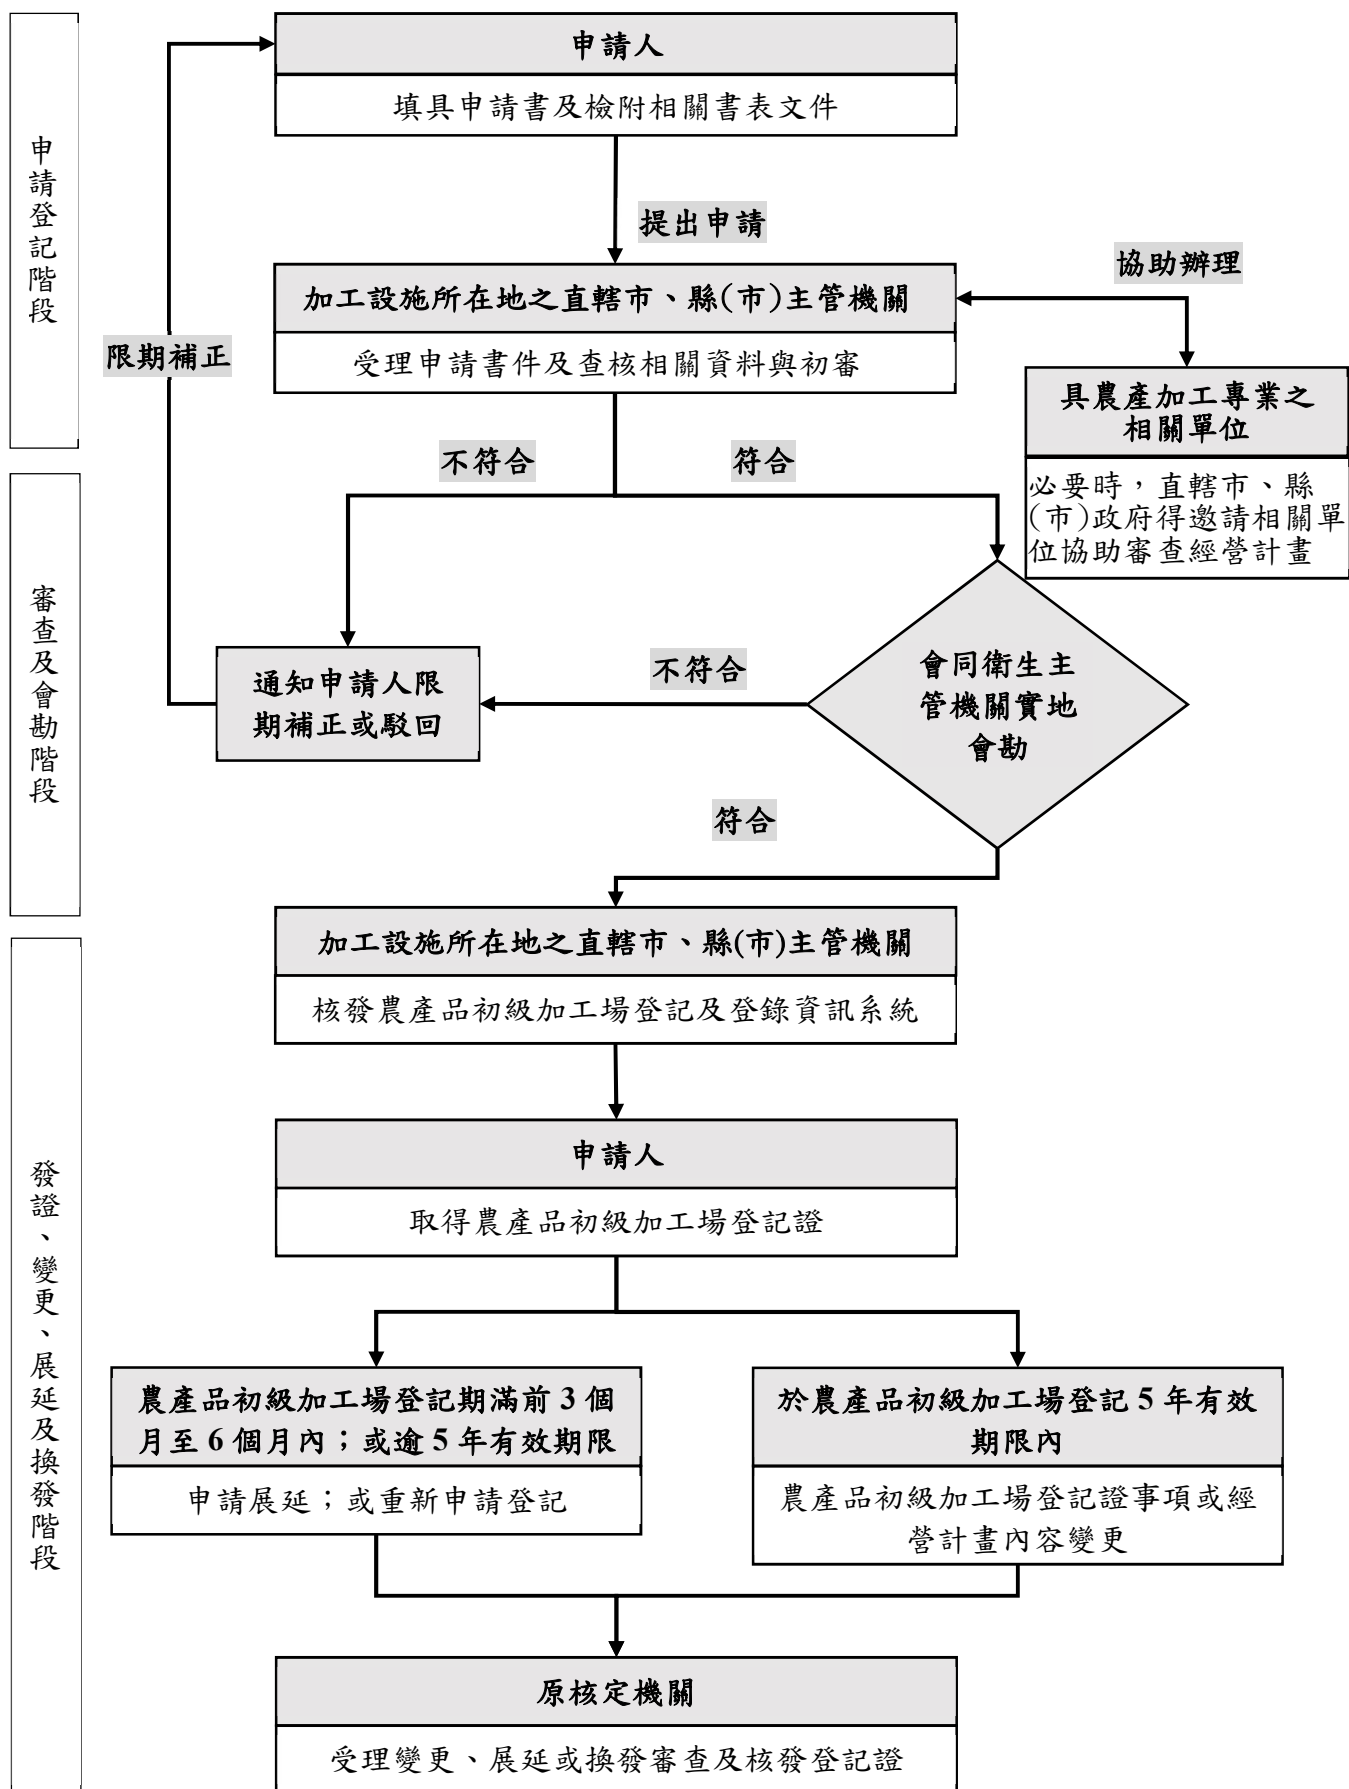 申請登記階段
申請人
填具申請書及檢附相關書表文件
提出申請
協助辦理
加工設施所在地之直轄市、縣(市)主管機關
受理申請書件及查核相關資料與初審
限期補正
具農產加工專業之
相關單位
必要時，直轄市、縣
(市)政府得邀請相關單
位協助審查經營計畫
不符合
符合
審查及會勘階段
會同衛生主
管機關實地
會勘
不符合
通知申請人限
期補正或駁回
符合
發證、變更、展延及換發階段
加工設施所在地之直轄市、縣(市)主管機關
核發農產品初級加工場登記及登錄資訊系統
申請人
取得農產品初級加工場登記證
農產品初級加工場登記期滿前 3 個
月至 6 個月內；或逾 5 年有效期限
申請展延；或重新申請登記
於農產品初級加工場登記 5 年有效
期限內
農產品初級加工場登記證事項或經
營計畫內容變更
原核定機關
受理變更、展延或換發審查及核發登記證